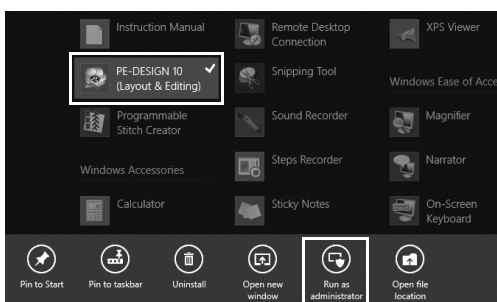 Instruction Manual
Remote Desktop
Connection
XPS Viewer
PE-DESIGN 10
(Layout & Editing)
Snipping Tool
Windows Ease of Acce
Programmable
Stitch Creator
Sound Recorder
Magnifier
Windows Accessories
Steps Recorder
Narrator
Calculator
Sticky Notes
On-Screen
Keyboard
Pin to Start
Pin to taskbar
Uninstall
Open new
window
Run as
administrator
Open file
location